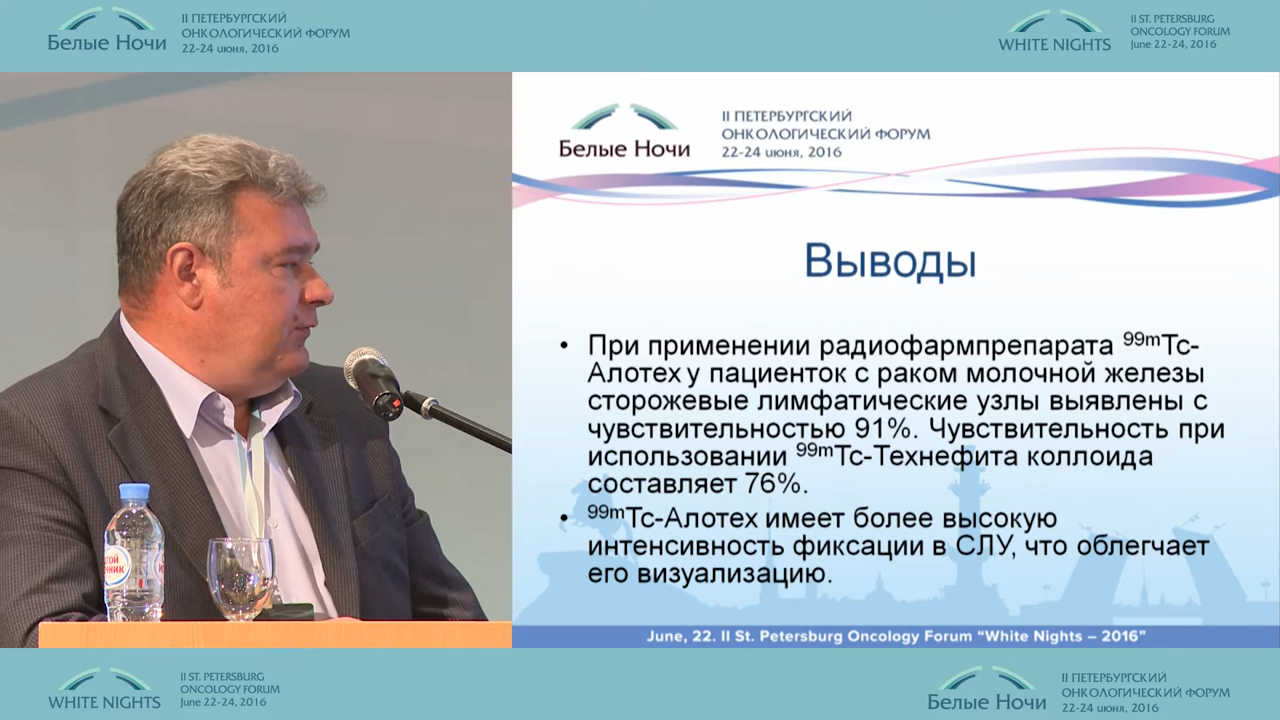 Белые Ночи
II ПЕТЕРБУРГСКИЙ
ОНКОЛОГИЧЕСКИЙ ФОРУМ
22-24 июня, 2016
WHITE NIGHTS
II ST. PETERSBURG
ONCOLOGY FORUM
June 22-24, 2016
Белые Ночи
II ПЕТЕРБУРГСКИЙ
ОНКОЛОГИЧЕСКИЙ ФОРУМ
22-24 июня, 2016
Выводы
• При применении радиофармпрепарата ⁹⁹ᵐТс-
Алотех у пациенток с раком молочной железы
сторожевые лимфатические узлы выявлены с
чувствительностью 91%. Чувствительность при
использовании ⁹⁹ᵐТс-Технефита коллоида
составляет 76%.
• ⁹⁹ᵐТс-Алотех имеет более высокую
интенсивность фиксации в СЛУ, что облегчает
его визуализацию.
June, 22. II St. Petersburg Oncology Forum “White Nights – 2016”
WHITE NIGHTS
II ST. PETERSBURG
ONCOLOGY FORUM
June 22-24, 2016
Белые Ночи
II ПЕТЕРБУРГСКИЙ
ОНКОЛОГИЧЕСКИЙ ФОРУМ
22-24 июня, 2016